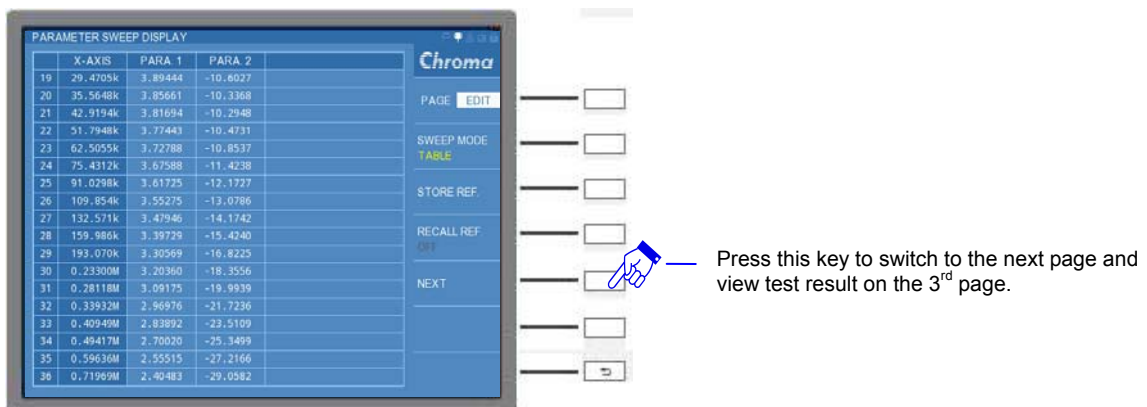 PARAMETER SWEEP DISPLAY
Chroma
X-AXIS PARA. 1 PARA. 2
19 29.4705k 3.89444 -10.6027
20 35.5648k 3.85661 -10.3368
21 42.9194k 3.81694 -10.2948
22 51.7948k 3.77443 -10.4731
23 62.5055k 3.72788 -10.8537
24 75.4312k 3.67588 -11.4238
25 91.0298k 3.61725 -12.1727
26 109.854k 3.55275 -13.0786
27 132.571k 3.47946 -14.1742
28 159.986k 3.39729 -15.4240
29 193.070k 3.30569 -16.8225
30 0.23300M 3.20360 -18.3556
31 0.28118M 3.09175 -19.9939
32 0.33932M 2.96976 -21.7236
33 0.40949M 2.83892 -23.5109
34 0.49417M 2.70020 -25.3499
35 0.59636M 2.55515 -27.2166
36 0.71969M 2.40483 -29.0582
PAGE EDIT
SWEEP MODE
TABLE
STORE REF.
RECALL REF
OFF
NEXT
Press this key to switch to the next page and
view test result on the 3rd page.